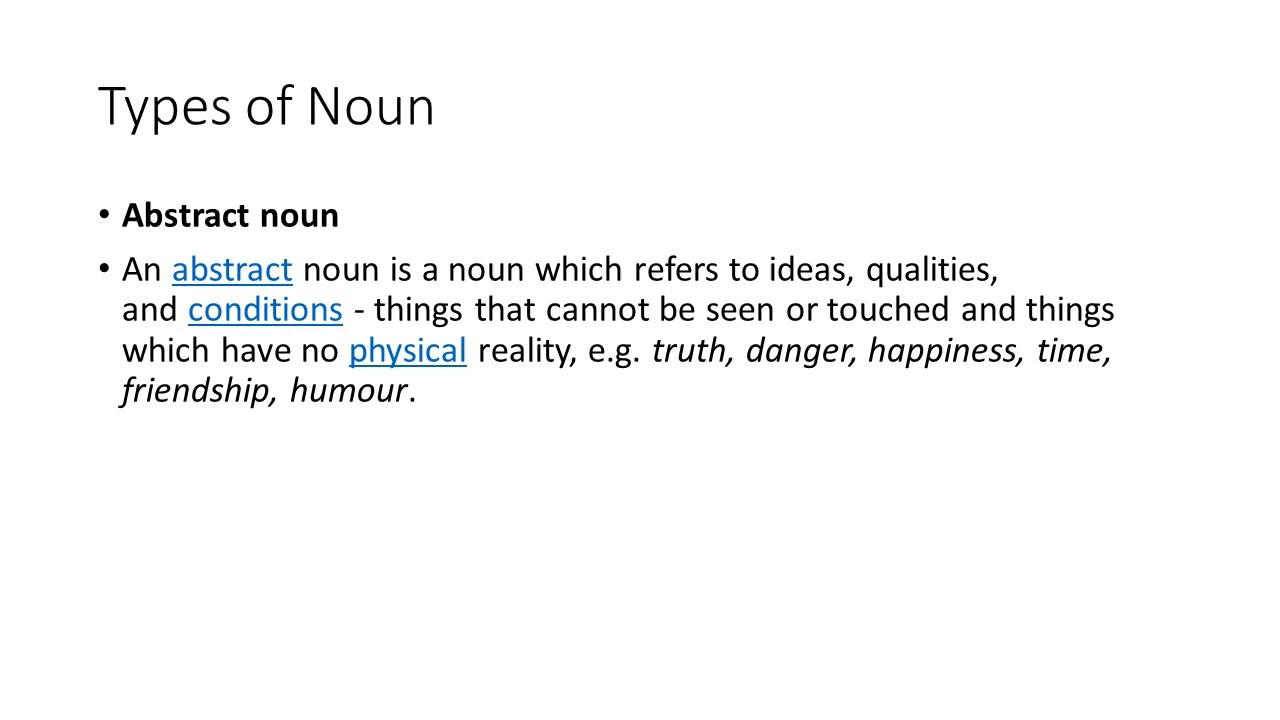 Types of Noun
• Abstract noun
• An abstract noun is a noun which refers to ideas, qualities,
and conditions - things that cannot be seen or touched and things
which have no physical reality, e.g. truth, danger, happiness, time,
friendship, humour.